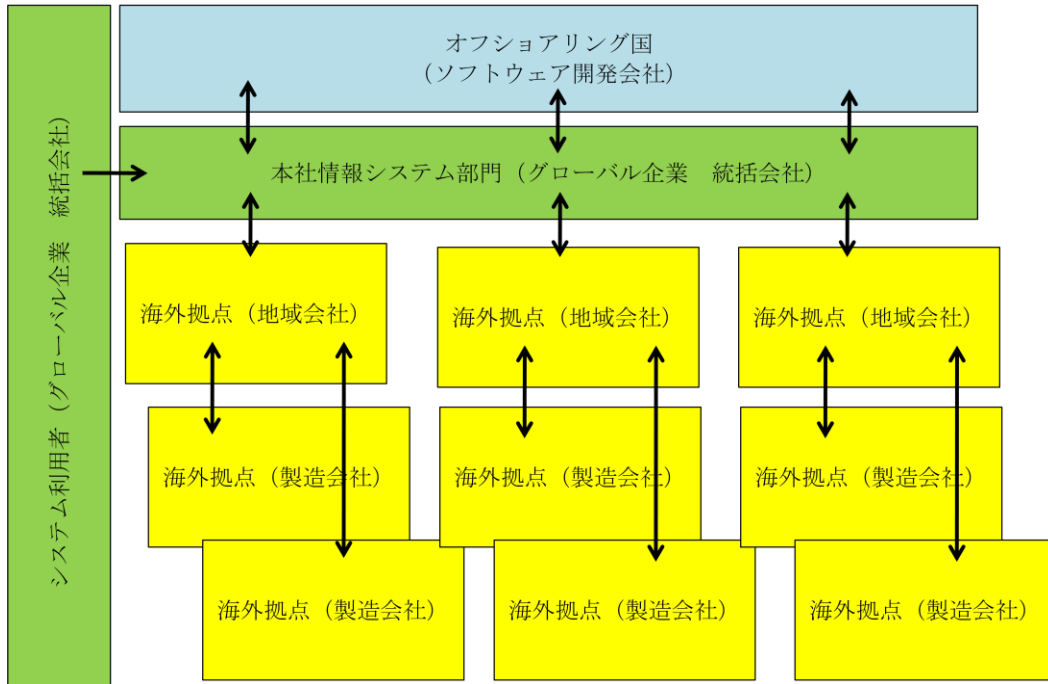 オフショアリング国
（ソフトウェア開発会社）
システム利用者（グローバル企業　統括会社）
本社情報システム部門（グローバル企業　統括会社）
海外拠点（地域会社）
海外拠点（地域会社）
海外拠点（地域会社）
海外拠点（製造会社）
海外拠点（製造会社）
海外拠点（製造会社）
海外拠点（製造会社）
海外拠点（製造会社）
海外拠点（製造会社）